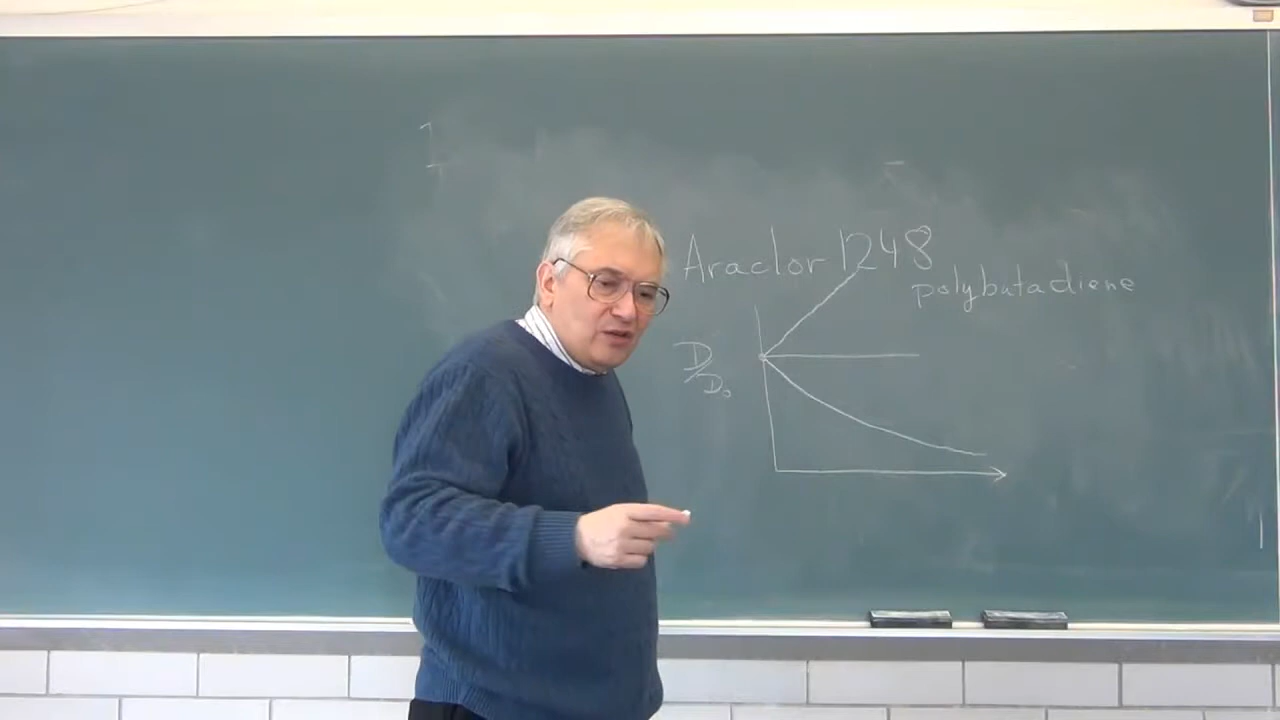 Araclor 1248
polybutadiene
D/D₀